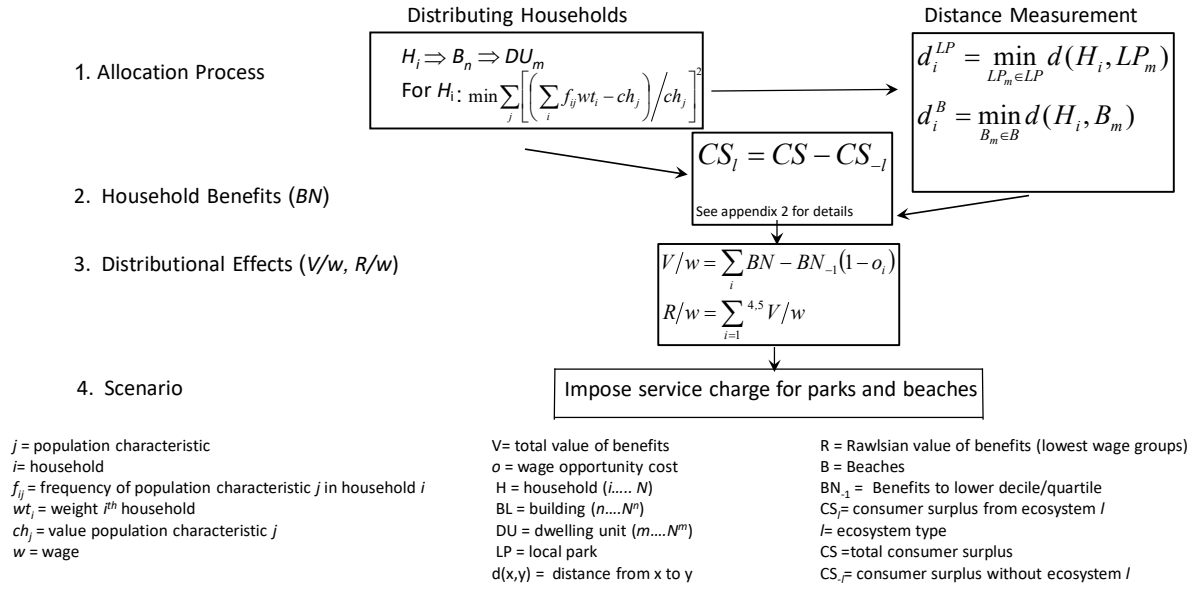 Distributing Households
Distance Measurement
1. Allocation Process
H_i ⇒ B_n ⇒ DU_m
For H_i: min ∑_j [(∑_i f_ij wt_i − ch_j) / ch_j]^2
d_i^LP = min_{LP_m∈LP} d(H_i, LP_m)
d_i^B = min_{B_m∈B} d(H_i, B_m)
2. Household Benefits (BN)
CS_l = CS − CS_−l
See appendix 2 for details
3. Distributional Effects (V/w, R/w)
V/w = ∑_i BN − BN_−1(1−o_i)
R/w = ∑_{i=1}^{4,5} V/w
4. Scenario
Impose service charge for parks and beaches
j = population characteristic
i= household
f_ij = frequency of population characteristic j in household i
wt_i = weight i^th household
ch_j = value population characteristic j
w = wage
V= total value of benefits
o = wage opportunity cost
H = household (i….. N)
BL = building (n….N^n)
DU = dwelling unit (m….N^m)
LP = local park
d(x,y) = distance from x to y
R = Rawlsian value of benefits (lowest wage groups)
B = Beaches
BN_-1 = Benefits to lower decile/quartile
CS_l= consumer surplus from ecosystem l
l= ecosystem type
CS =total consumer surplus
CS_-l= consumer surplus without ecosystem l